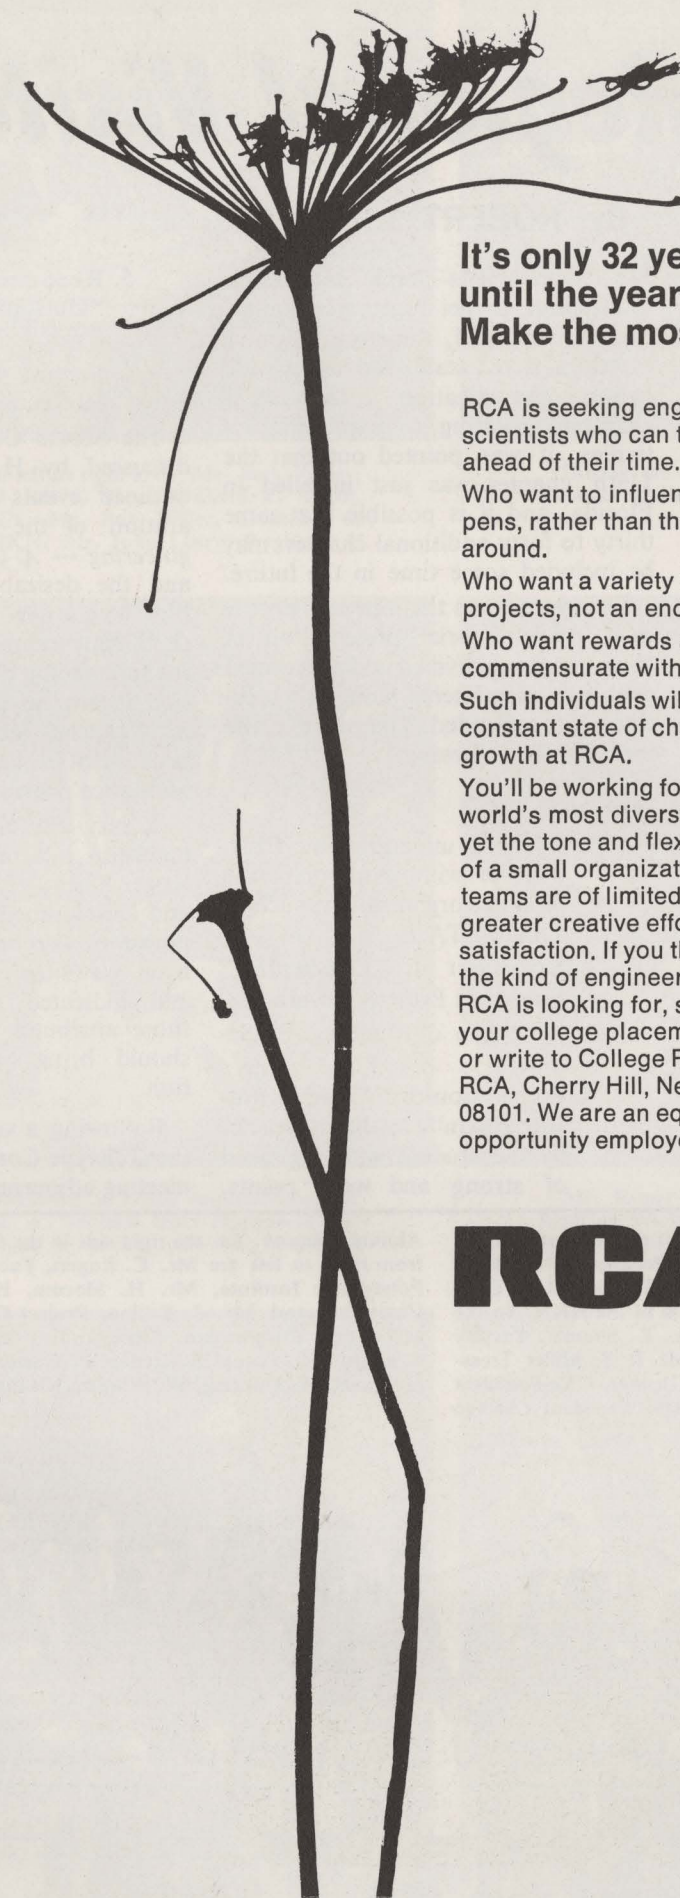 It's only 32 ye
until the year
Make the mos
RCA is seeking eng
scientists who can t
ahead of their time.
Who want to influen
pens, rather than th
around.
Who want a variety
projects, not an end
Who want rewards
commensurate with
Such individuals wil
constant state of ch
growth at RCA.
You'll be working fo
world's most divers
yet the tone and flex
of a small organizat
teams are of limited
greater creative effo
satisfaction. If you th
the kind of engineer
RCA is looking for, s
your college placem
or write to College R
RCA, Cherry Hill, Ne
08101. We are an eq
opportunity employe
RCA